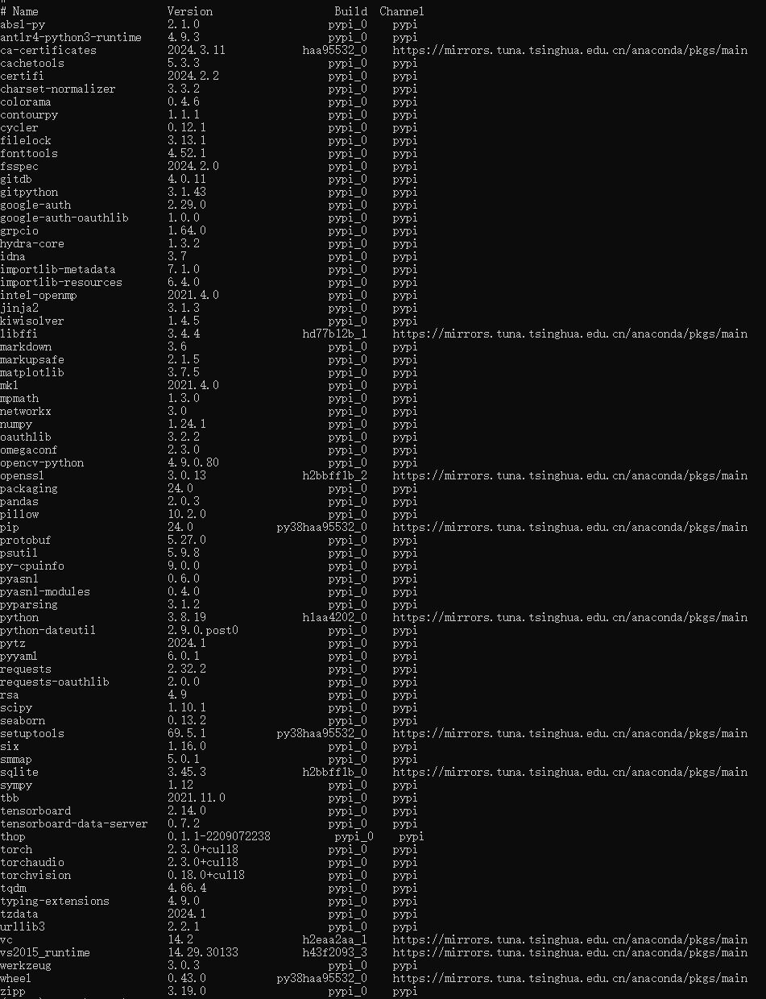 # Name Version Build Channel
absl-py 2.1.0 pypi_0 pypi
antlr4-python3-runtime 4.9.3 pypi_0 pypi
ca-certificates 2024.3.11 haa95532_0 https://mirrors.tuna.tsinghua.edu.cn/anaconda/pkgs/main
cachetools 5.3.3 pypi_0 pypi
certifi 2024.2.2 pypi_0 pypi
charset-normalizer 3.3.2 pypi_0 pypi
colorama 0.4.6 pypi_0 pypi
contourpy 1.1.1 pypi_0 pypi
cycler 0.12.1 pypi_0 pypi
filelock 3.13.1 pypi_0 pypi
fonttools 4.52.1 pypi_0 pypi
fsspec 2024.2.0 pypi_0 pypi
gitdb 4.0.11 pypi_0 pypi
gitpython 3.1.43 pypi_0 pypi
google-auth 2.29.0 pypi_0 pypi
google-auth-oauthlib 1.0.0 pypi_0 pypi
grpcio 1.64.0 pypi_0 pypi
hydra-core 1.3.2 pypi_0 pypi
idna 3.7 pypi_0 pypi
importlib-metadata 7.1.0 pypi_0 pypi
importlib-resources 6.4.0 pypi_0 pypi
intel-openmp 2021.4.0 pypi_0 pypi
jinja2 3.1.3 pypi_0 pypi
kiwisolver 1.4.5 pypi_0 pypi
libffi 3.4.4 hd77b12b_1 https://mirrors.tuna.tsinghua.edu.cn/anaconda/pkgs/main
markdown 3.6 pypi_0 pypi
markupsafe 2.1.5 pypi_0 pypi
matplotlib 3.7.5 pypi_0 pypi
mkl 2021.4.0 pypi_0 pypi
mpmath 1.3.0 pypi_0 pypi
networkx 3.0 pypi_0 pypi
numpy 1.24.1 pypi_0 pypi
oauthlib 3.2.2 pypi_0 pypi
omegaconf 2.3.0 pypi_0 pypi
opencv-python 4.9.0.80 pypi_0 pypi
openssl 3.0.13 h2bbff1b_2 https://mirrors.tuna.tsinghua.edu.cn/anaconda/pkgs/main
packaging 24.0 pypi_0 pypi
pandas 2.0.3 pypi_0 pypi
pillow 10.2.0 pypi_0 pypi
pip 24.0 py38haa95532_0 https://mirrors.tuna.tsinghua.edu.cn/anaconda/pkgs/main
protobuf 5.27.0 pypi_0 pypi
psutil 5.9.8 pypi_0 pypi
py-cpuinfo 9.0.0 pypi_0 pypi
pyasn1 0.6.0 pypi_0 pypi
pyasn1-modules 0.4.0 pypi_0 pypi
pyparsing 3.1.2 pypi_0 pypi
python 3.8.19 h1aa4202_0 https://mirrors.tuna.tsinghua.edu.cn/anaconda/pkgs/main
python-dateutil 2.9.0.post0 pypi_0 pypi
pytz 2024.1 pypi_0 pypi
pyyaml 6.0.1 pypi_0 pypi
requests 2.32.2 pypi_0 pypi
requests-oauthlib 2.0.0 pypi_0 pypi
rsa 4.9 pypi_0 pypi
scipy 1.10.1 pypi_0 pypi
seaborn 0.13.2 pypi_0 pypi
setuptools 69.5.1 py38haa95532_0 https://mirrors.tuna.tsinghua.edu.cn/anaconda/pkgs/main
six 1.16.0 pypi_0 pypi
smmap 5.0.1 pypi_0 pypi
sqlite 3.45.3 h2bbff1b_0 https://mirrors.tuna.tsinghua.edu.cn/anaconda/pkgs/main
sympy 1.12 pypi_0 pypi
tbb 2021.11.0 pypi_0 pypi
tensorboard 2.14.0 pypi_0 pypi
tensorboard-data-server 0.7.2 pypi_0 pypi
thop 0.1.1-2209072238 pypi_0 pypi
torch 2.3.0+cu118 pypi_0 pypi
torchaudio 2.3.0+cu118 pypi_0 pypi
torchvision 0.18.0+cu118 pypi_0 pypi
tqdm 4.66.4 pypi_0 pypi
typing-extensions 4.9.0 pypi_0 pypi
tzdata 2024.1 pypi_0 pypi
urllib3 2.2.1 pypi_0 pypi
vc 14.2 h2eaa2aa_1 https://mirrors.tuna.tsinghua.edu.cn/anaconda/pkgs/main
vs2015_runtime 14.29.30133 h43f2093_3 https://mirrors.tuna.tsinghua.edu.cn/anaconda/pkgs/main
werkzeug 3.0.3 pypi_0 pypi
wheel 0.43.0 py38haa95532_0 https://mirrors.tuna.tsinghua.edu.cn/anaconda/pkgs/main
zipp 3.19.0 pypi_0 pypi